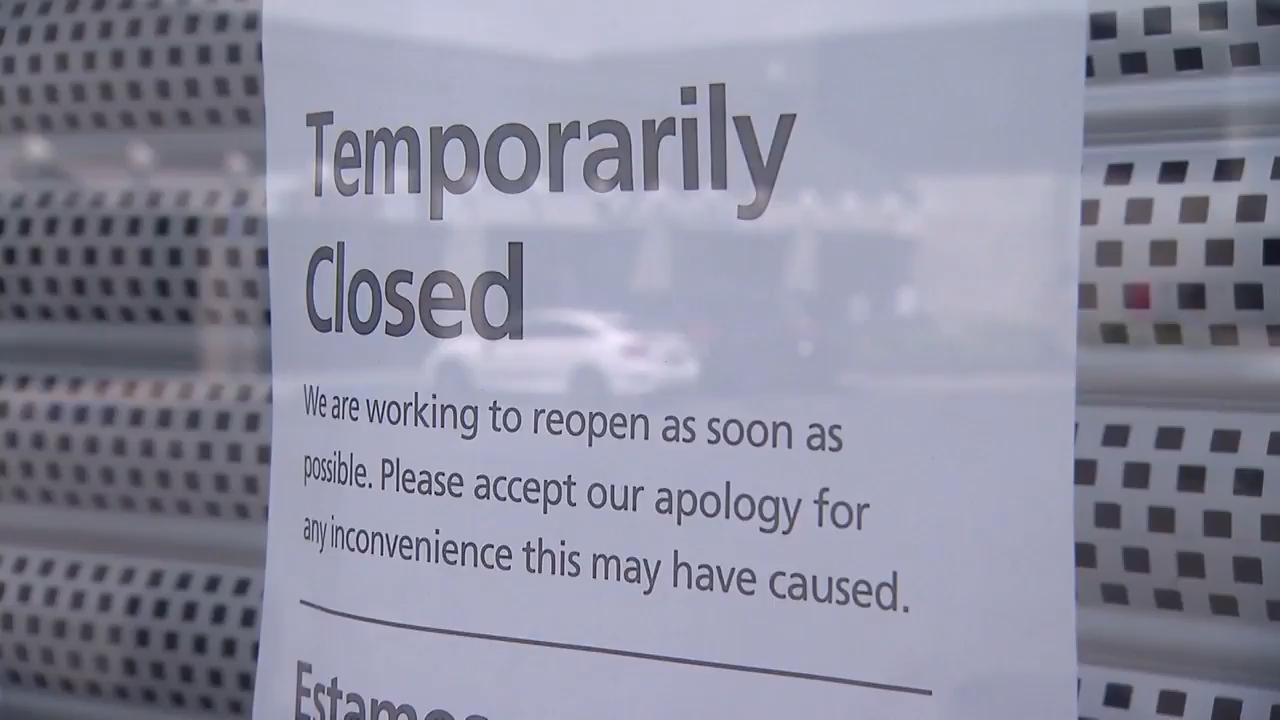 Temporarily
Closed
We are working to reopen as soon as
possible. Please accept our apology for
any inconvenience this may have caused.
Estamos